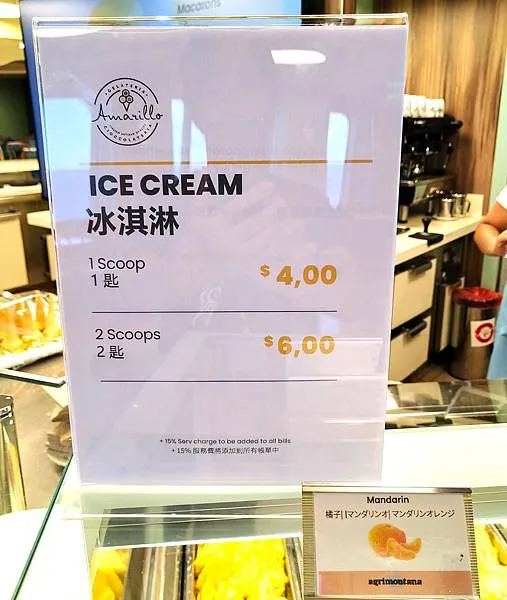 Macarons
GELATERIA
Amarillo
CIOCCOLATERIA
ICE CREAM
冰淇淋
1 Scoop
1 匙
$ 4,00
2 Scoops
2 匙
$ 6,00
+ 15% Serv charge to be added to all bills
+ 15% 服務費將添加到所有帳單中
Mandarin
橘子| |マンダリンオ| マンダリンオレンジ
agrimontana